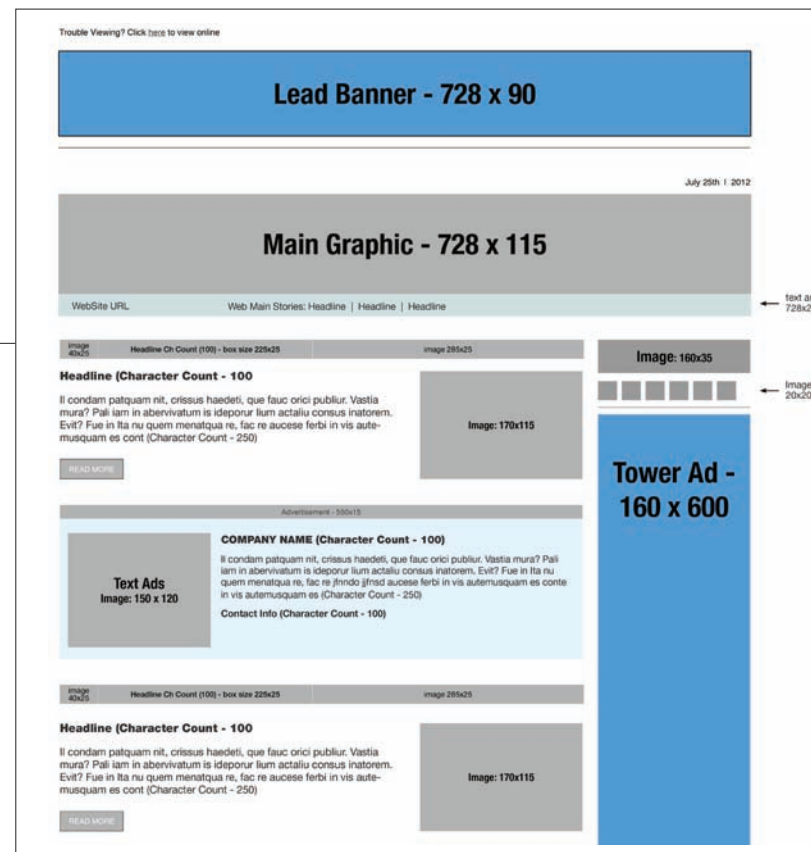 Trouble Viewing? Click here to view online
Lead Banner - 728 x 90
July 25th | 2012
Main Graphic - 728 x 115
WebSite URL Web Main Stories: Headline | Headline | Headline
text
728x2
image
40x25
Headline Ch Count (100) - box size 225x25
image 285x25
Headline (Character Count - 100
Il condam patquam nit, crissus haedeti, que fauc orici publiur. Vastia
mura? Pali iam in abervivatum is ideporur lium actaliu consus inatorem.
Evit? Fue in Ita nu quem menatqua re, fac re aucese ferbi in vis aute-
musquam es cont (Character Count - 250)
READ MORE
Image: 170x115
Image: 160x35
Image
20x20
Tower Ad -
160 x 600
Advertisement - 550x15
Text Ads
Image: 150 x 120
COMPANY NAME (Character Count - 100)
Il condam patquam nit, crissus haedeti, que fauc orici publiur. Vastia mura? Pali
iam in abervivatum is ideporur lium actaliu consus inatorem. Evit? Fue in Ita nu
quem menatqua re, fac re jfnndo jjfnsd aucese ferbi in vis autemusquam es conte
in vis autemusquam es (Character Count - 250)
Contact Info (Character Count - 100)
image
40x25
Headline Ch Count (100) - box size 225x25
image 285x25
Headline (Character Count - 100
Il condam patquam nit, crissus haedeti, que fauc orici publiur. Vastia
mura? Pali iam in abervivatum is ideporur lium actaliu consus inatorem.
Evit? Fue in Ita nu quem menatqua re, fac re aucese ferbi in vis aute-
musquam es cont (Character Count - 250)
READ MORE
Image: 170x115